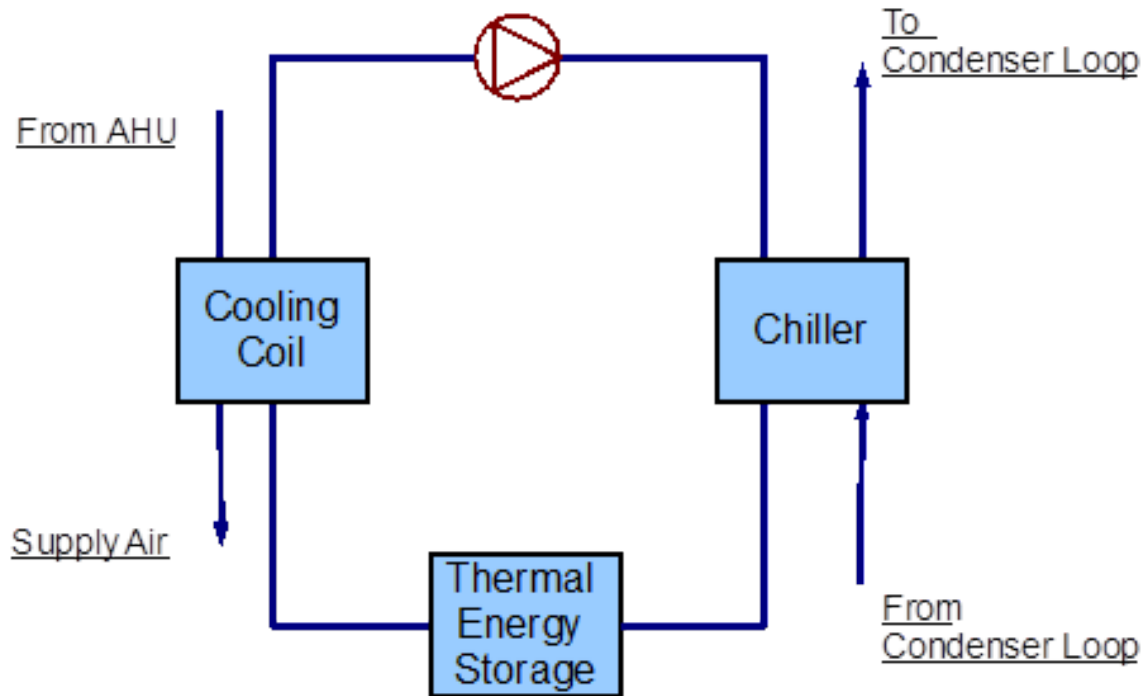 To
Condenser Loop
From AHU
Cooling
Coil
Chiller
Supply Air
Thermal
Energy
Storage
From
Condenser Loop